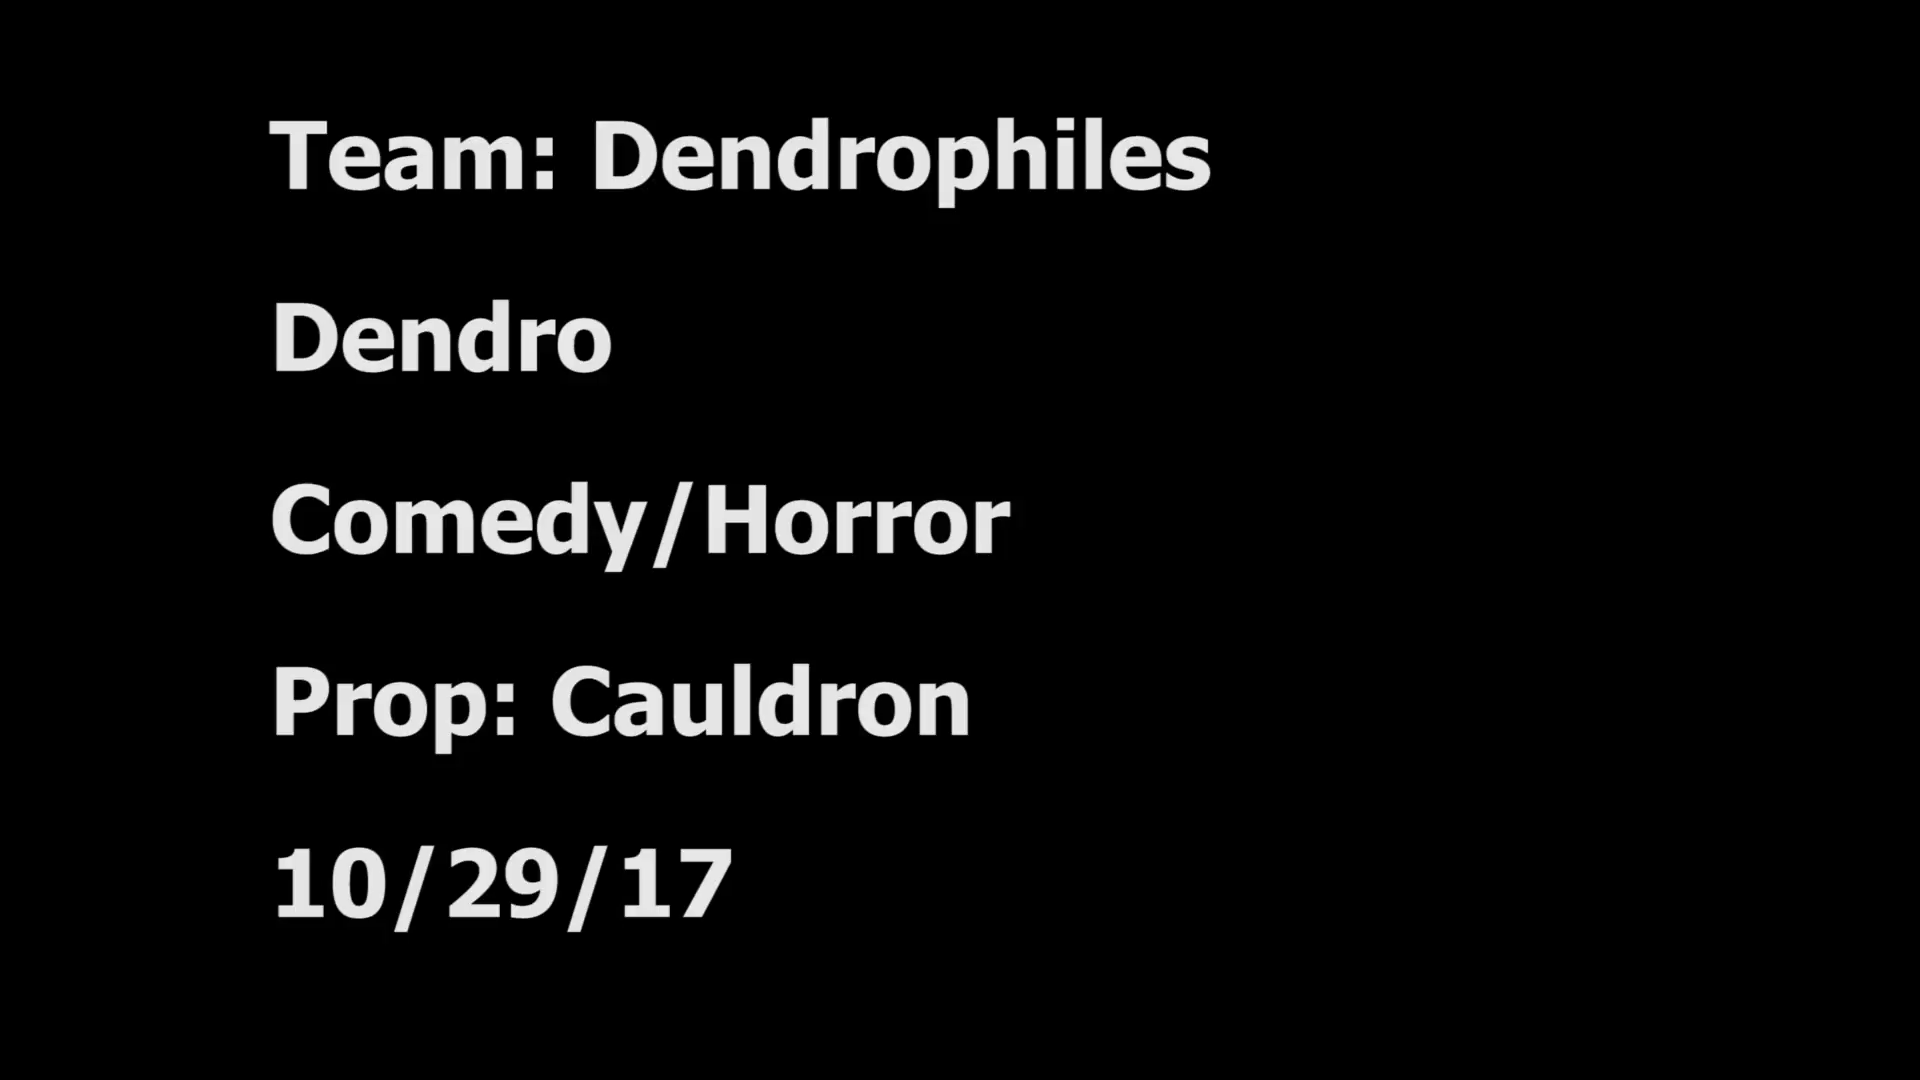 Team: Dendrophiles
Dendro
Comedy/Horror
Prop: Cauldron
10/29/17